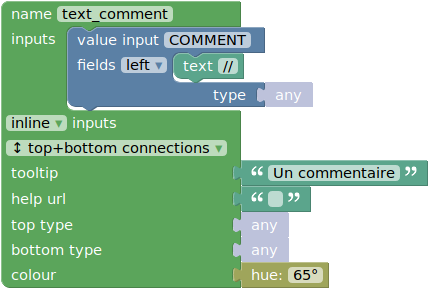 name text_comment
inputs value input COMMENT
fields left ▾ text //
type any
inline ▾ inputs
↕ top+bottom connections ▾
tooltip “ Un commentaire ”
help url “ ”
top type any
bottom type any
colour hue: 65°